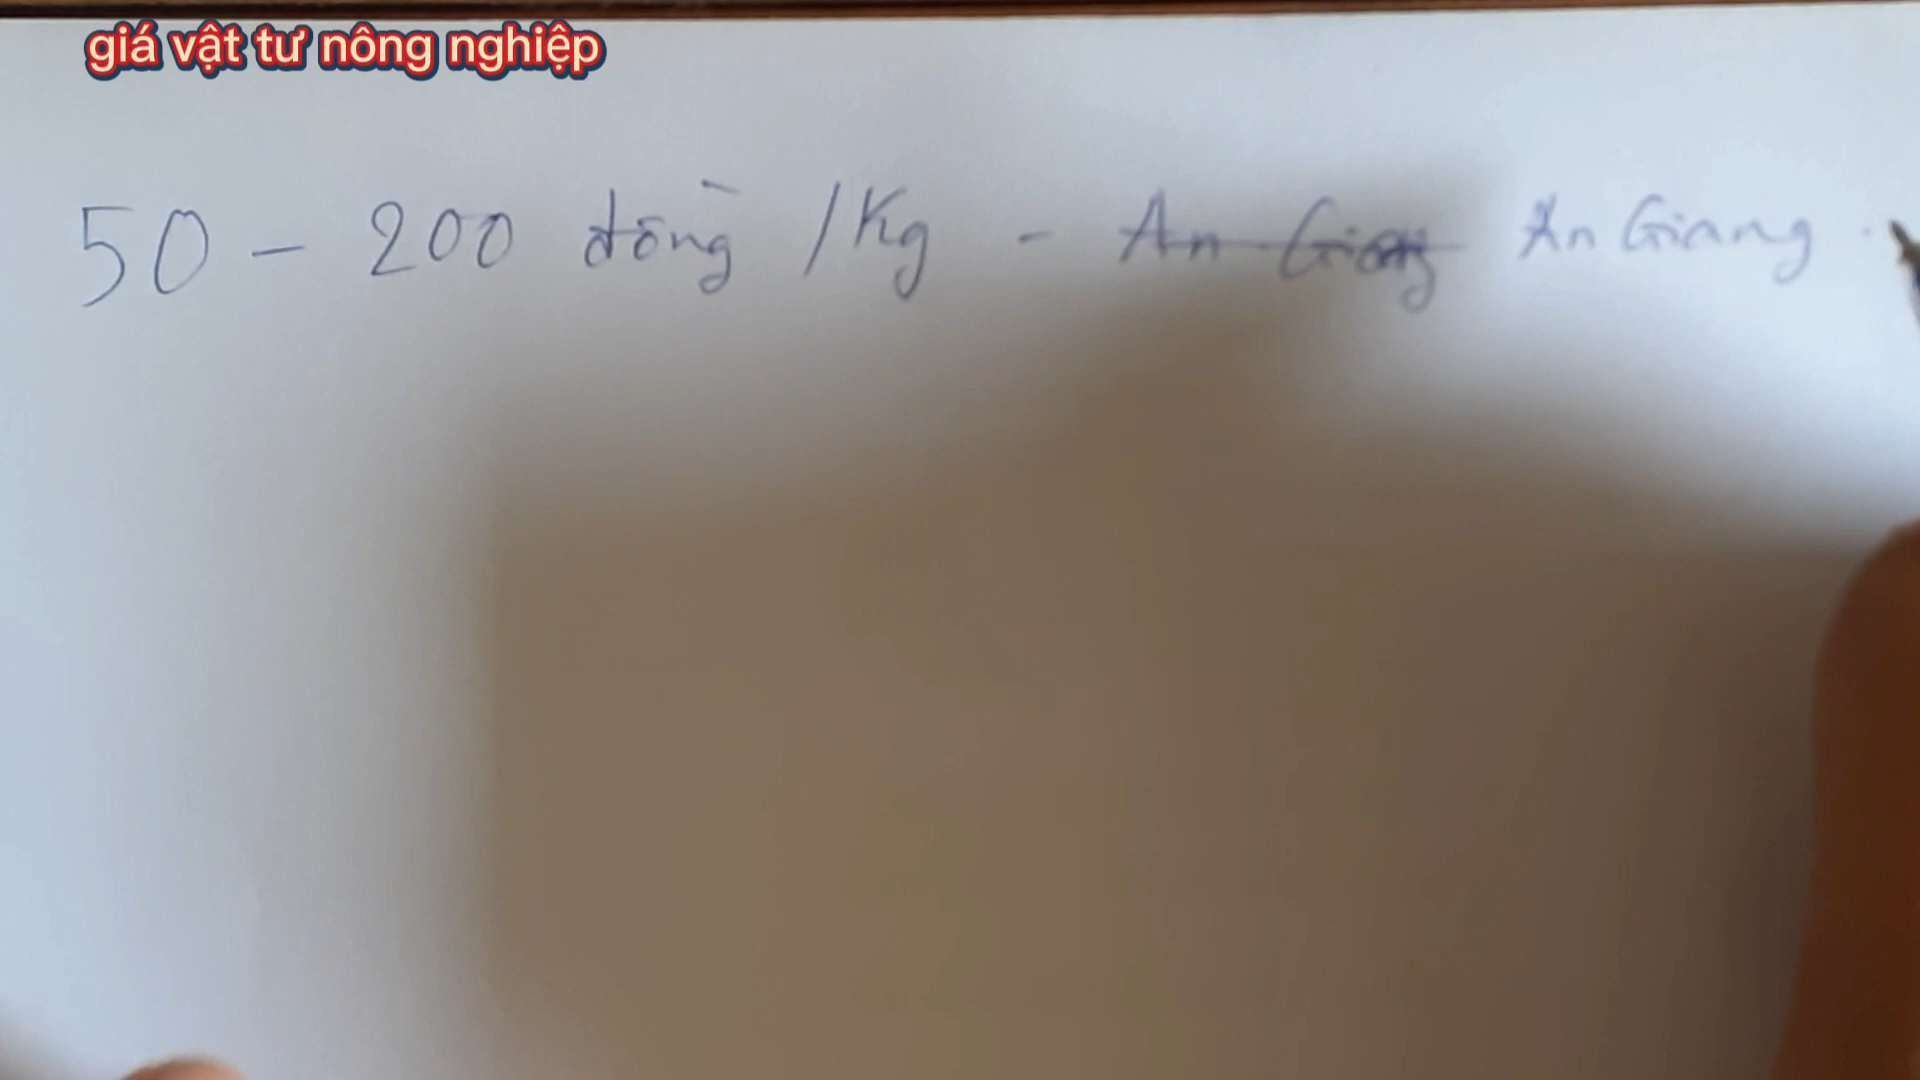 giá vật tư nông nghiệp
50 - 200 đồng /Kg - An Giang An Giang.